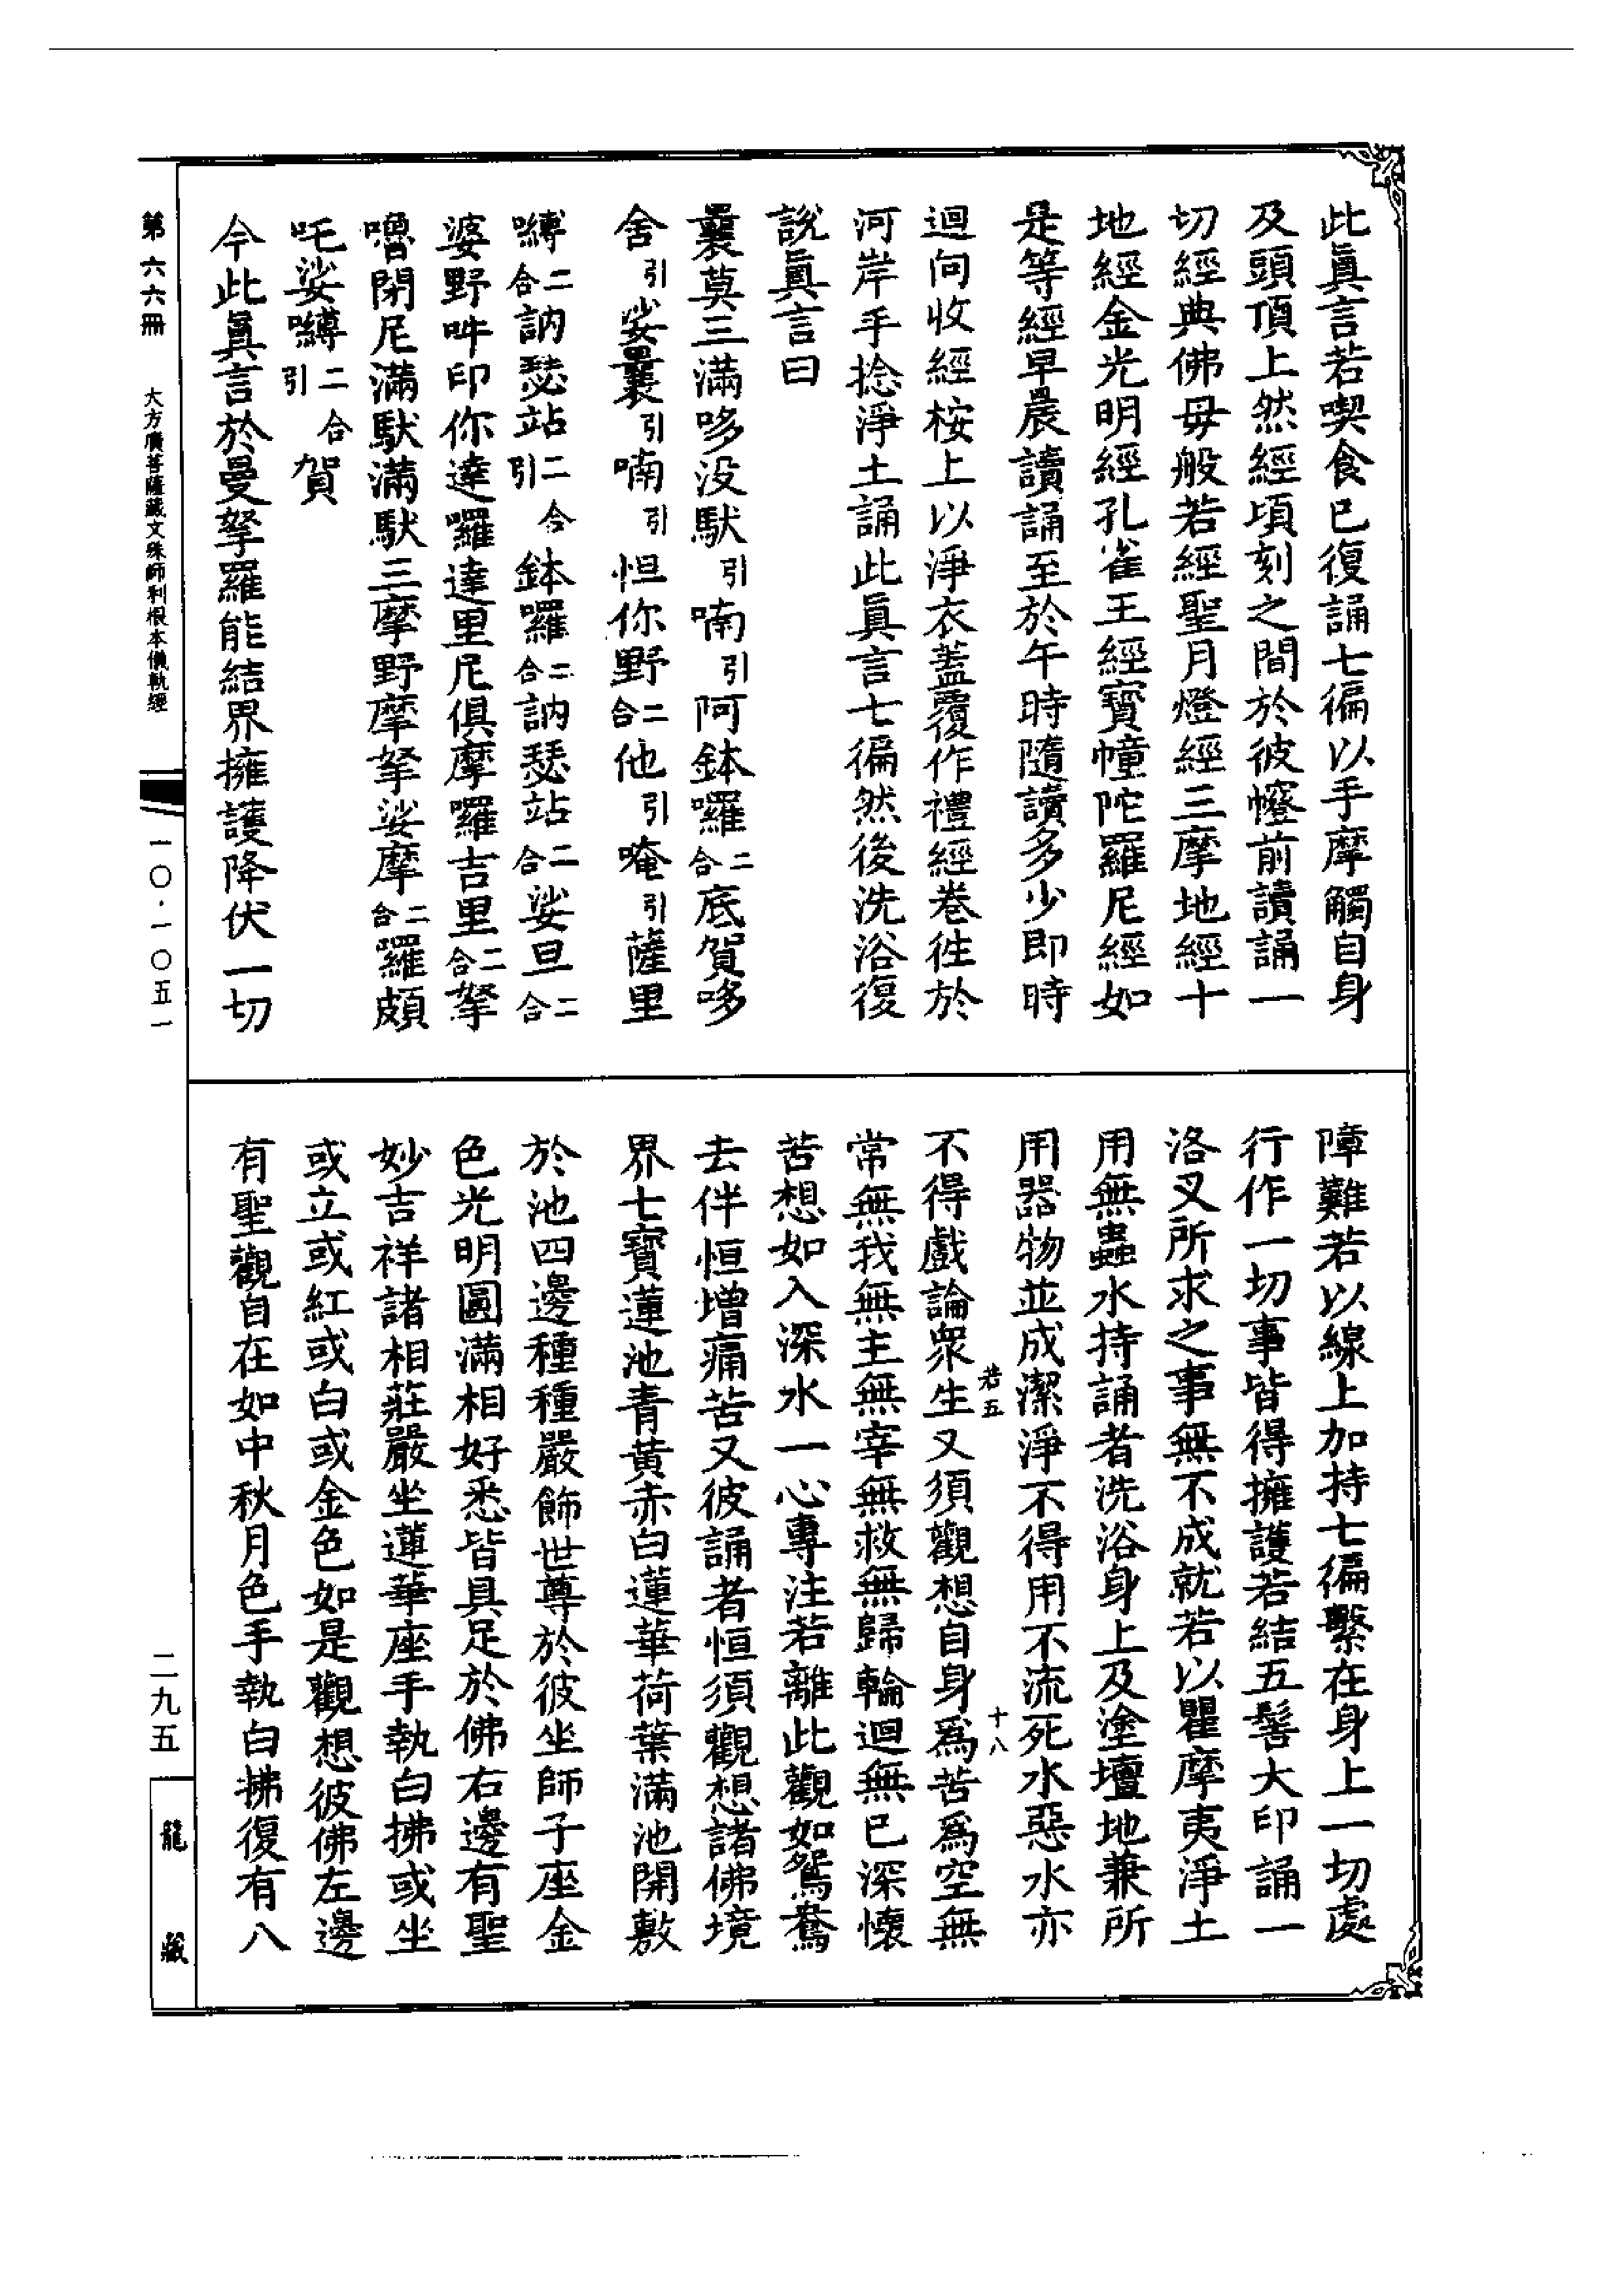 此眞言若喫食已復誦七徧以手摩觸自身
及頭頂上然經頃刻之間於彼㡧前讀誦一
切經典佛毋般若經聖月燈經三摩地經十
地經金光明經孔雀王經寶幢陀羅尼經如
是等經早晨讀誦至於午時隨讀多少即時
迴向收經桉上以淨衣蓋覆作禮經卷徃於
河岸手捻淨土誦此眞言七徧然後洗浴復
說眞言曰
曩莫三滿哆没馱引喃引阿鉢囉二合底賀哆
舍引娑曩引喃引怛你野二合他引唵引薩里
嚩二合訥瑟站二合引鉢囉二合訥瑟站二合娑旦二合
婆野吽印你達囉達里尼俱摩囉吉里二合拏
嚕閉尼滿馱滿馱三摩野摩拏娑摩二合羅頗
吒娑嚩二合引賀
今此眞言於曼拏羅能結界擁護降伏一切
障難若以線上加持七徧繫在身上一切處
行作一切事皆得擁護若結五髻大印誦一
洛叉所求之事無不成就若以瞿摩夷淨土
用無蟲水持誦者洗浴身上及塗壇地兼所
用器物並成潔淨不得用不流死水惡水亦
若五 十八
不得戲論衆生又須觀想自身爲苦爲空無
常無我無主無宰無救無歸輪迴無已深懷
苦想如入深水一心專注若離此觀如鴛鴦
去伴恒增痛苦又彼誦者恒須觀想諸佛境
界七寶蓮池青黄赤白蓮華荷葉滿池開敷
於池四邊種種嚴飾世尊於彼坐師子座金
色光明圓滿相好悉皆具足於佛右邊有聖
妙吉祥諸相莊嚴坐蓮華座手執白拂或坐
或立或紅或白或金色如是觀想彼佛左邊
有聖觀自在如中秋月色手執白拂復有八
第六六冊 大方廣菩薩藏文殊師利根本儀軌經 一〇·一〇五一 二九五 龍藏